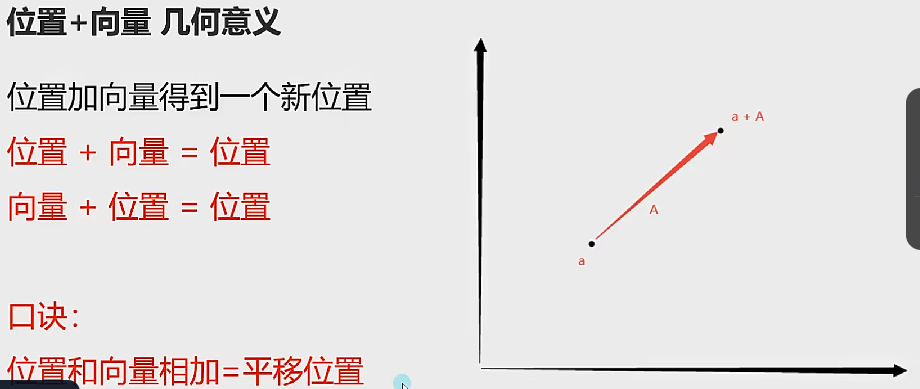 位置+向量 几何意义
位置加向量得到一个新位置
位置 + 向量 = 位置
向量 + 位置 = 位置
口诀：
位置和向量相加=平移位置
a + A
A
a